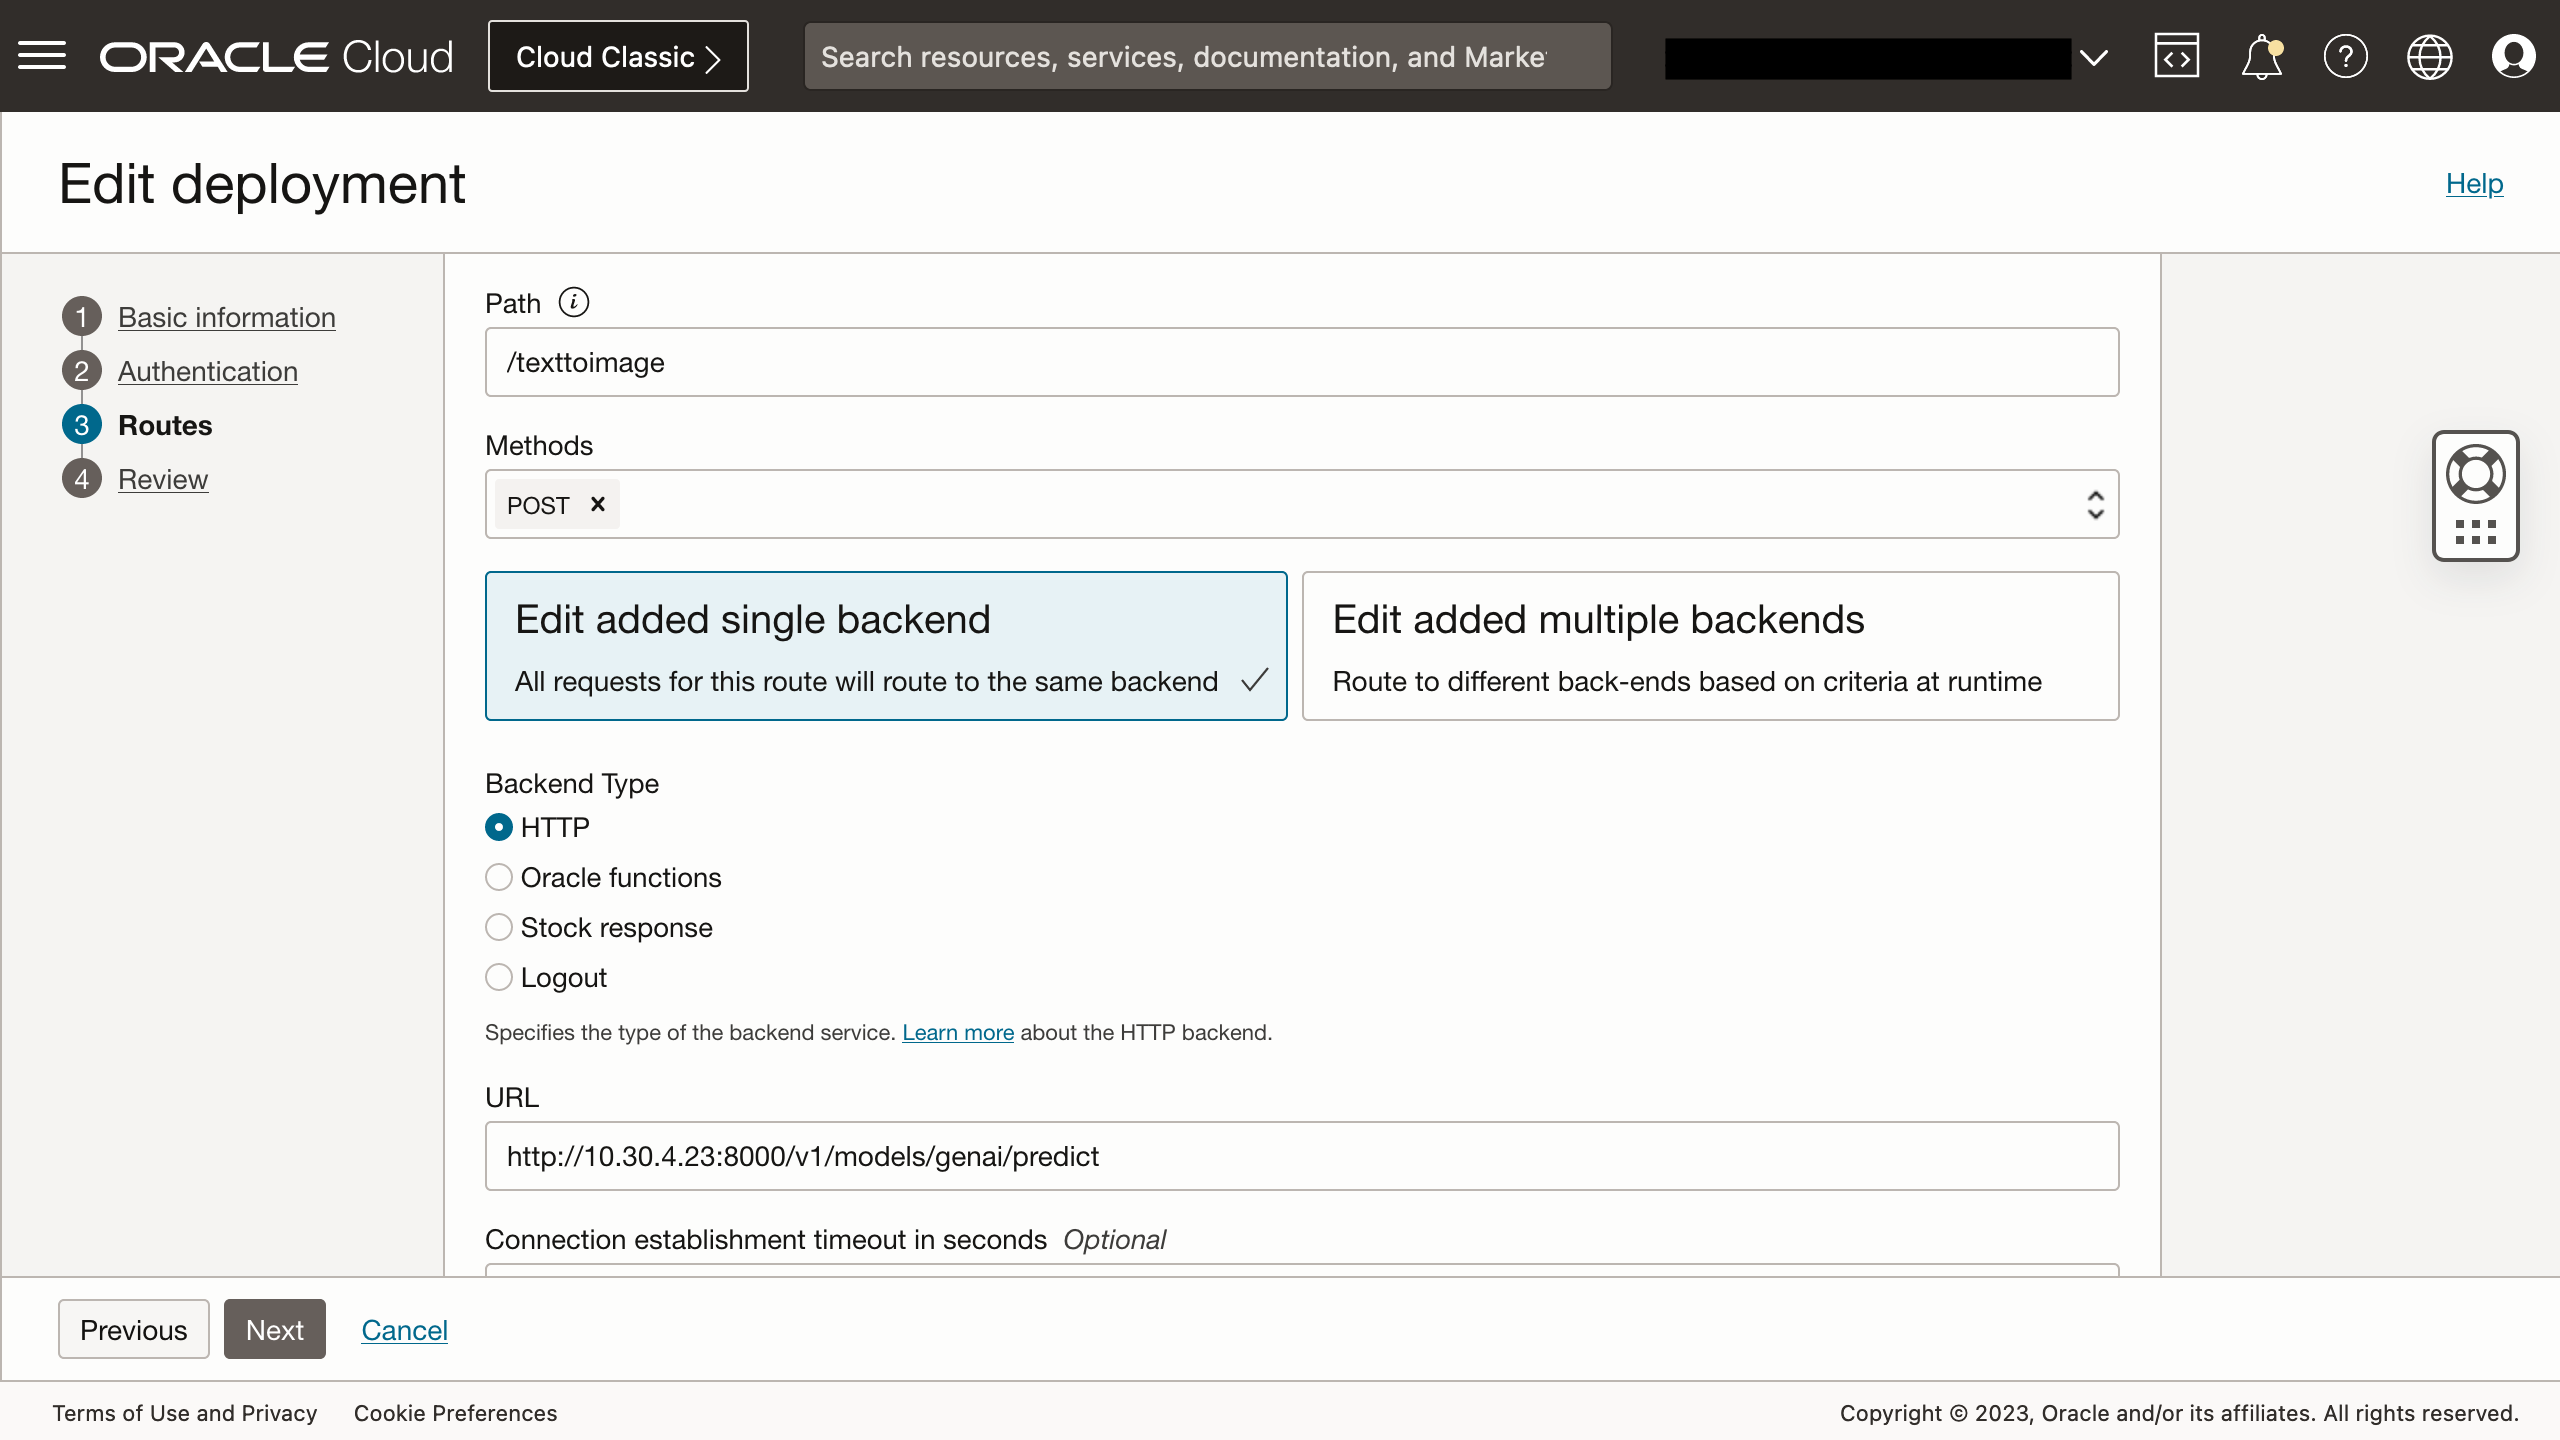 ORACLE Cloud
Cloud Classic
Search resources, services, documentation, and Marke
Edit deployment
Help
1 Basic information
2 Authentication
3 Routes
4 Review
Path i
/texttoimage
Methods
POST
Edit added single backend
All requests for this route will route to the same backend
Edit added multiple backends
Route to different back-ends based on criteria at runtime
Backend Type
HTTP
Oracle functions
Stock response
Logout
Specifies the type of the backend service. Learn more about the HTTP backend.
URL
http://10.30.4.23:8000/v1/models/genai/predict
Connection establishment timeout in seconds Optional
Previous
Next
Cancel
Terms of Use and Privacy
Cookie Preferences
Copyright © 2023, Oracle and/or its affiliates. All rights reserved.